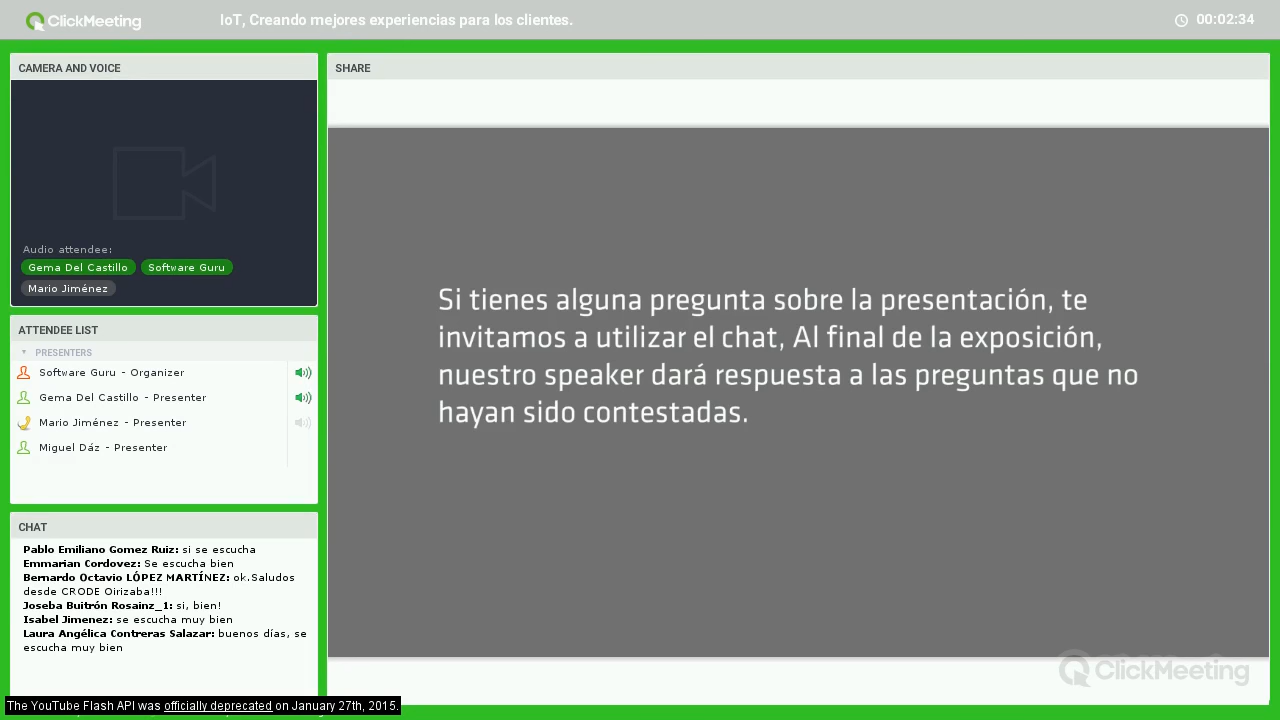 ClickMeeting
IoT, Creando mejores experiencias para los clientes.
00:02:34
CAMERA AND VOICE
Audio attendee:
Gema Del Castillo
Software Guru
Mario Jiménez
ATTENDEE LIST
PRESENTERS
Software Guru - Organizer
Gema Del Castillo - Presenter
Mario Jiménez - Presenter
Miguel Dáz - Presenter
CHAT
Pablo Emiliano Gomez Ruiz: si se escucha
Emmarian Cordovez: Se escucha bien
Bernardo Octavio LÓPEZ MARTÍNEZ: ok.Saludos
desde CRODE Oirizaba!!!
Joseba Buitrón Rosainz_1: si, bien!
Isabel Jimenez: se escucha muy bien
Laura Angélica Contreras Salazar: buenos días, se
escucha muy bien
The YouTube Flash API was officially deprecated on January 27th, 2015.
SHARE
Si tienes alguna pregunta sobre la presentación, te
invitamos a utilizar el chat, Al final de la exposición,
nuestro speaker dará respuesta a las preguntas que no
hayan sido contestadas.
ClickMeeting